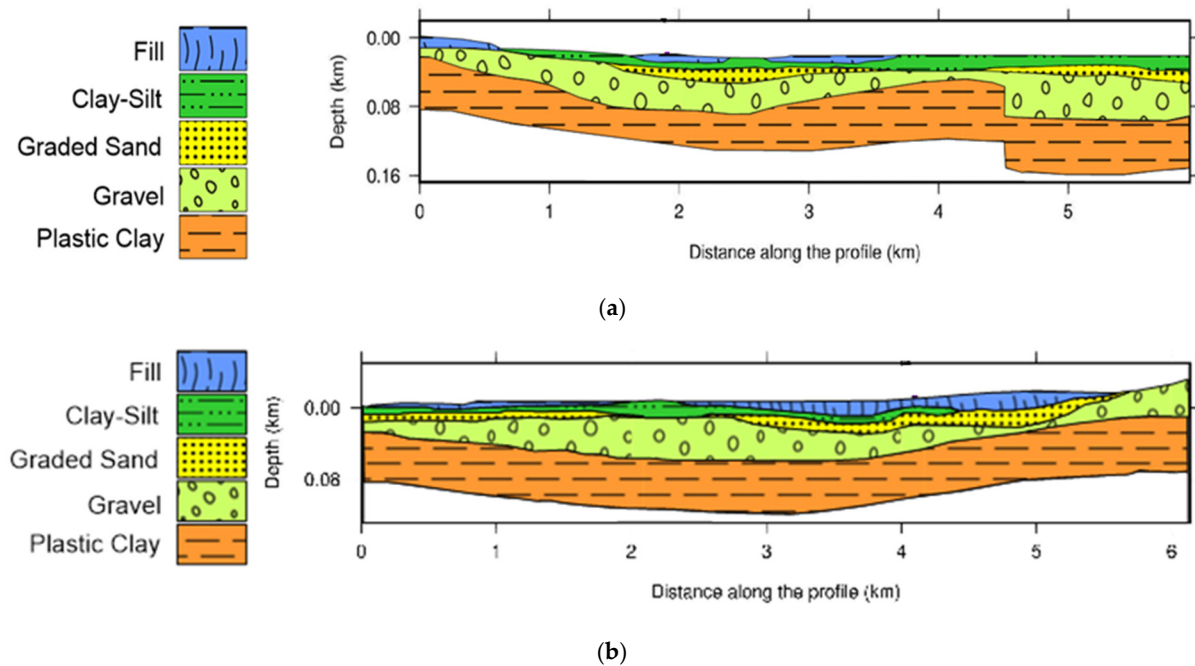 Fill
Clay-Silt
Graded Sand
Gravel
Plastic Clay
Depth (km)
0.00
0.08
0.16
0 1 2 3 4 5
Distance along the profile (km)
(a)
Fill
Clay-Silt
Graded Sand
Gravel
Plastic Clay
Depth (km)
0.00
0.08
0 1 2 3 4 5 6
Distance along the profile (km)
(b)